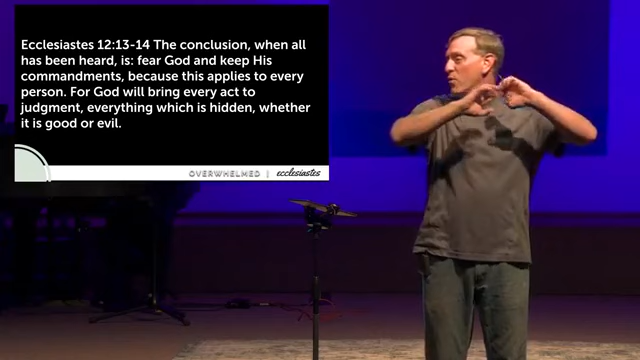 Ecclesiastes 12:13-14 The conclusion, when all
has been heard, is: fear God and keep His
commandments, because this applies to every
person. For God will bring every act to
judgment, everything which is hidden, whether
it is good or evil.
OVERWHELMED | ecclesiastes